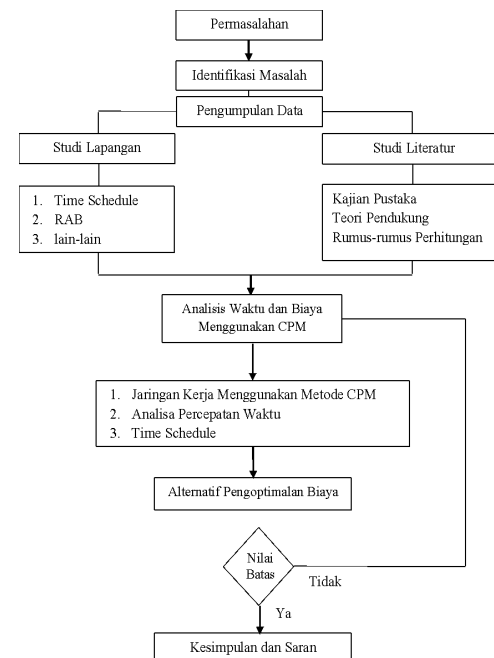 Permasalahan
Identifikasi Masalah
Pengumpulan Data
Studi Lapangan
Studi Literatur
1. Time Schedule
2. RAB
3. lain-lain
Kajian Pustaka
Teori Pendukung
Rumus-rumus Perhitungan
Analisis Waktu dan Biaya
Menggunakan CPM
1. Jaringan Kerja Menggunakan Metode CPM
2. Analisa Percepatan Waktu
3. Time Schedule
Alternatif Pengoptimalan Biaya
Nilai
Batas
Tidak
Ya
Kesimpulan dan Saran